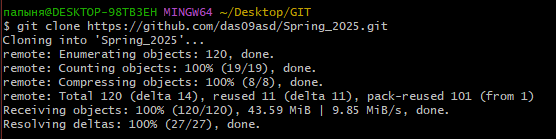 папыня@DESKTOP-98TB3EH MINGW64 ~/Desktop/GIT
$ git clone https://github.com/das09asd/Spring_2025.git
Cloning into 'Spring_2025'...
remote: Enumerating objects: 120, done.
remote: Counting objects: 100% (19/19), done.
remote: Compressing objects: 100% (8/8), done.
remote: Total 120 (delta 14), reused 11 (delta 11), pack-reused 101 (from 1)
Receiving objects: 100% (120/120), 43.59 MiB | 9.85 MiB/s, done.
Resolving deltas: 100% (27/27), done.